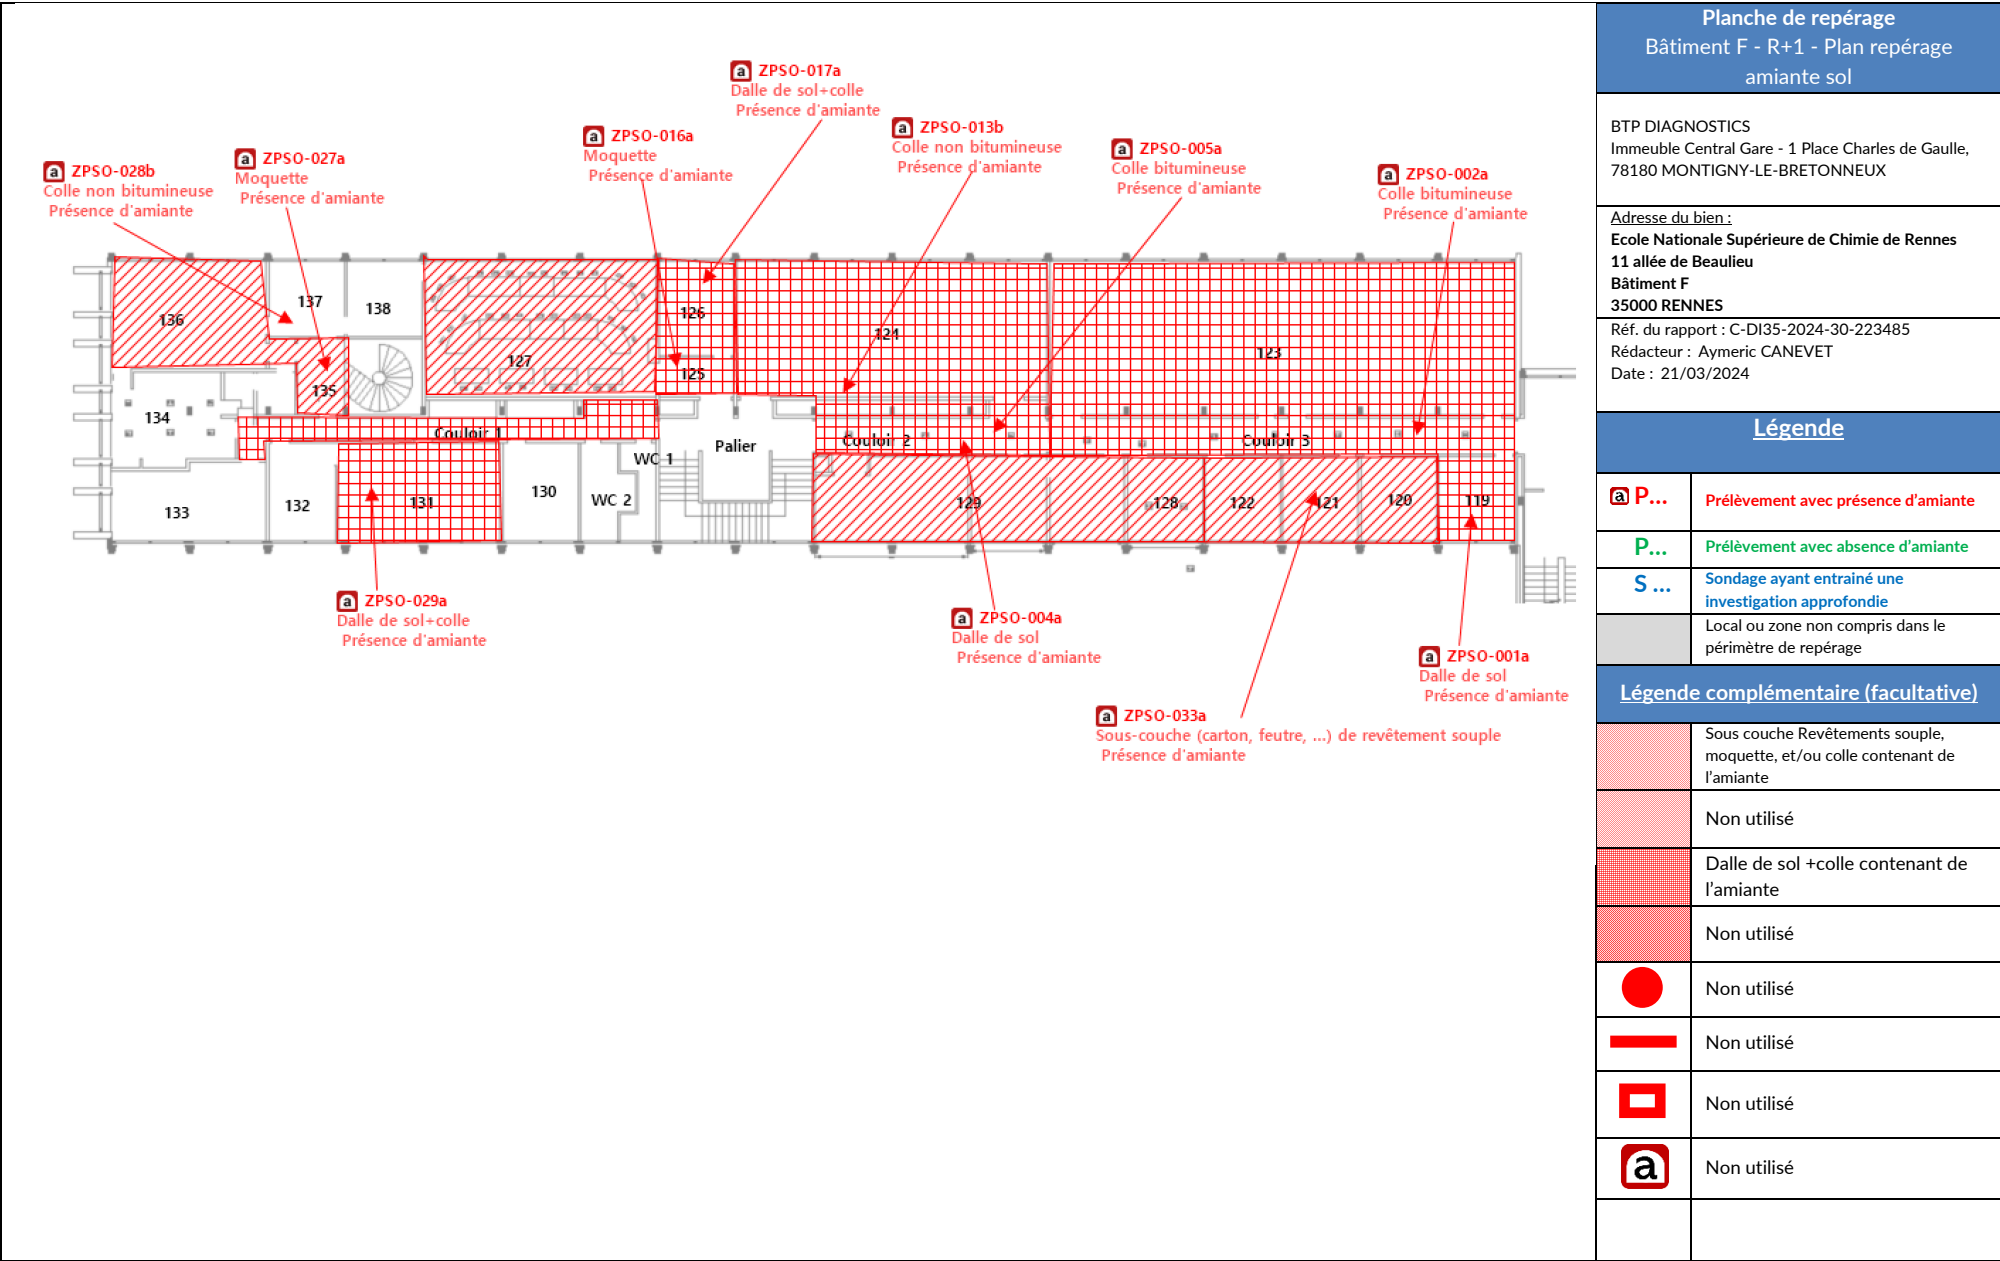 ZPSO-017a
Dalle de sol+colle
Présence d'amiante
ZPSO-016a
Moquette
Présence d'amiante
ZPSO-013b
Colle non bitumineuse
Présence d'amiante
ZPSO-005a
Colle bitumineuse
Présence d'amiante
ZPSO-002a
Colle bitumineuse
Présence d'amiante
ZPSO-028b
Colle non bitumineuse
Présence d'amiante
ZPSO-027a
Moquette
Présence d'amiante
136
137
138
135
134
127
126
125
124
123
Couloir 1
Couloir 2
Couloir 3
Palier
WC 1
WC 2
133
132
131
130
129
128
122
121
120
119
ZPSO-029a
Dalle de sol+colle
Présence d'amiante
ZPSO-004a
Dalle de sol
Présence d'amiante
ZPSO-001a
Dalle de sol
Présence d'amiante
ZPSO-033a
Sous-couche (carton, feutre, ...) de revêtement souple
Présence d'amiante
Planche de repérage
Bâtiment F - R+1 - Plan repérage
amiante sol
BTP DIAGNOSTICS
Immeuble Central Gare - 1 Place Charles de Gaulle,
78180 MONTIGNY-LE-BRETONNEUX
Adresse du bien :
Ecole Nationale Supérieure de Chimie de Rennes
11 allée de Beaulieu
Bâtiment F
35000 RENNES
Réf. du rapport : C-DI35-2024-30-223485
Rédacteur : Aymeric CANEVET
Date : 21/03/2024
Légende
a P... Prélèvement avec présence d'amiante
P... Prélèvement avec absence d'amiante
S ... Sondage ayant entrainé une
investigation approfondie
Local ou zone non compris dans le
périmètre de repérage
Légende complémentaire (facultative)
Sous couche Revêtements souple,
moquette, et/ou colle contenant de
l'amiante
Non utilisé
Dalle de sol +colle contenant de
l'amiante
Non utilisé
Non utilisé
Non utilisé
Non utilisé
a Non utilisé